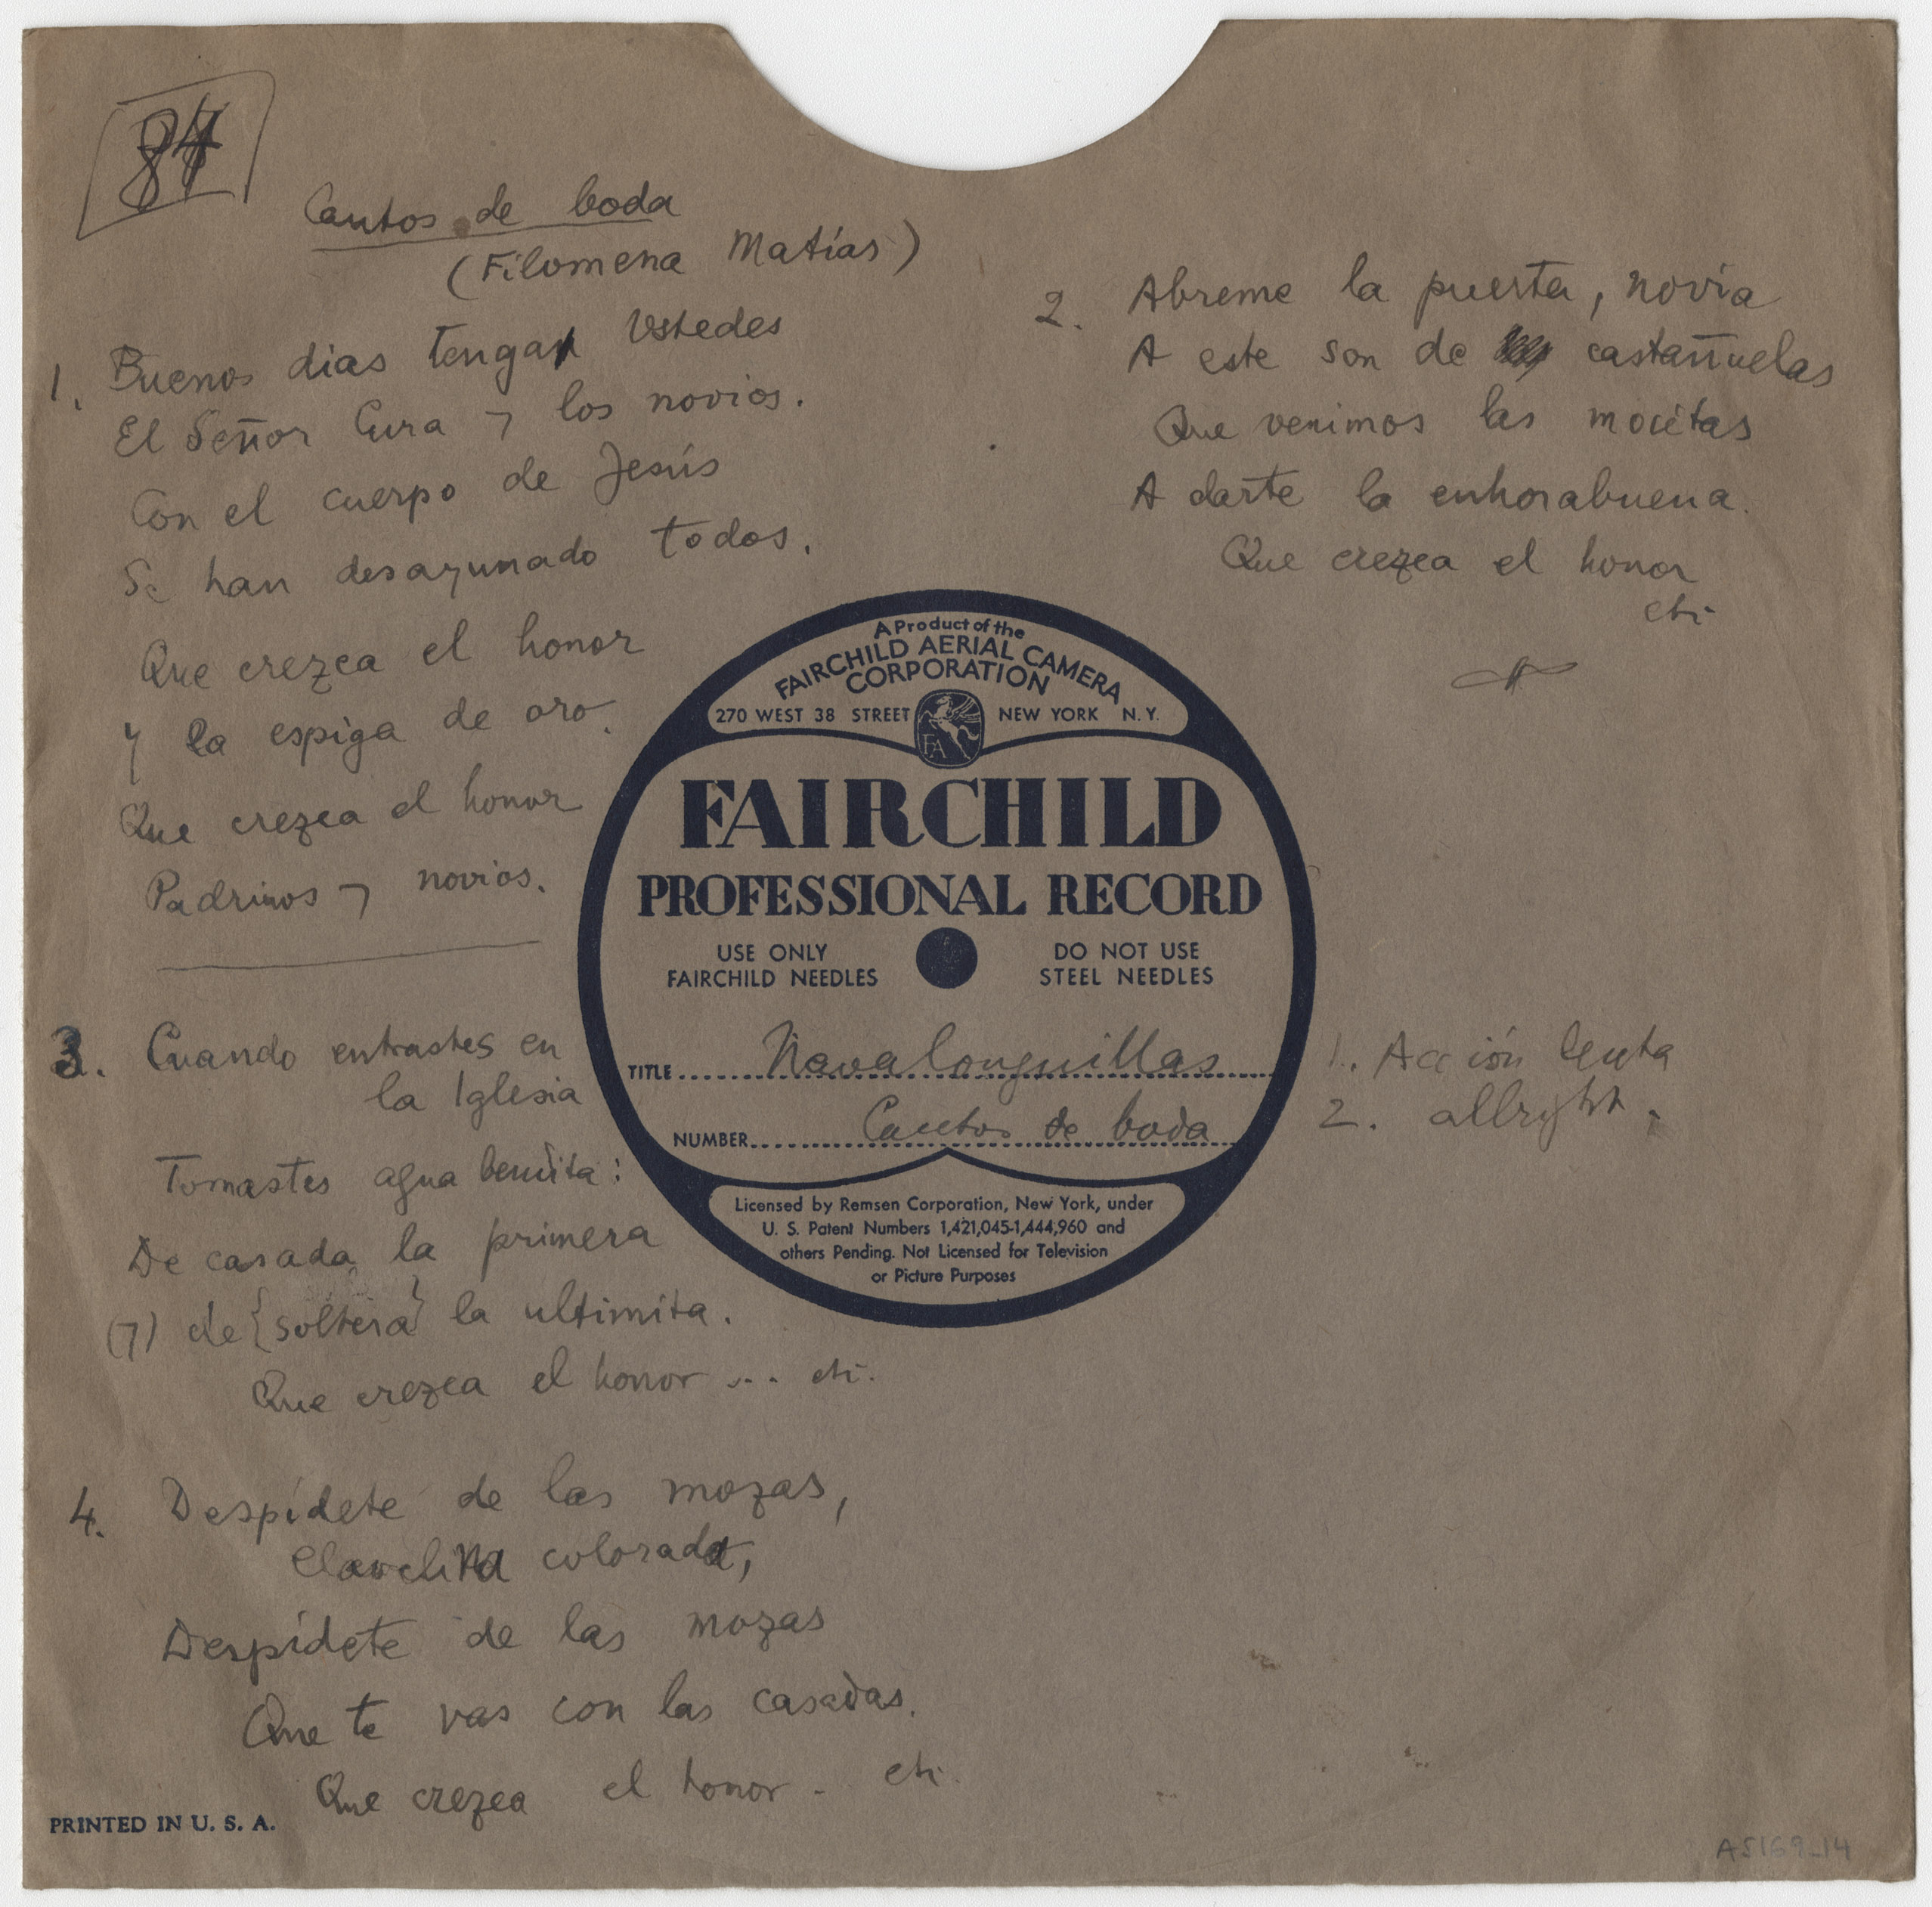 Cantos de boda
(Filomena Matías)
1. Buenos dias tengan Ustedes
El Señor Cura y los novios.
Con el cuerpo de Jesús
Se han desayunado todos.
Que crezca el honor
y la espiga de oro.
Que crezca el honor
Padrinos y novios.
2. Abreme la puerta, novia
A este son de castañuelas
Que venimos las mocitas
A darte la enhorabuena.
Que crezca el honor
etc
3. Cuando entrastes en
la Iglesia
Tomastes agua bendita:
De casada la primera
(y) de {soltera} la ultimita.
Que crezca el honor ... etc.
4. Despídete de las mozas,
Clavelina colorada,
Despídete de las mozas
Que te vas con las casadas.
Que crezca el honor - etc.
A Product of the
FAIRCHILD AERIAL CAMERA
CORPORATION
270 WEST 38 STREET NEW YORK N.Y.
FA
FAIRCHILD
PROFESSIONAL RECORD
USE ONLY
FAIRCHILD NEEDLES
DO NOT USE
STEEL NEEDLES
TITLE Navalonguillas
NUMBER Cantos de boda
Licensed by Remsen Corporation, New York, under
U. S. Patent Numbers 1,421,045-1,444,960 and
others Pending. Not Licensed for Television
or Picture Purposes
1. Acción lenta
2. allright.
PRINTED IN U. S. A.
A5169_14